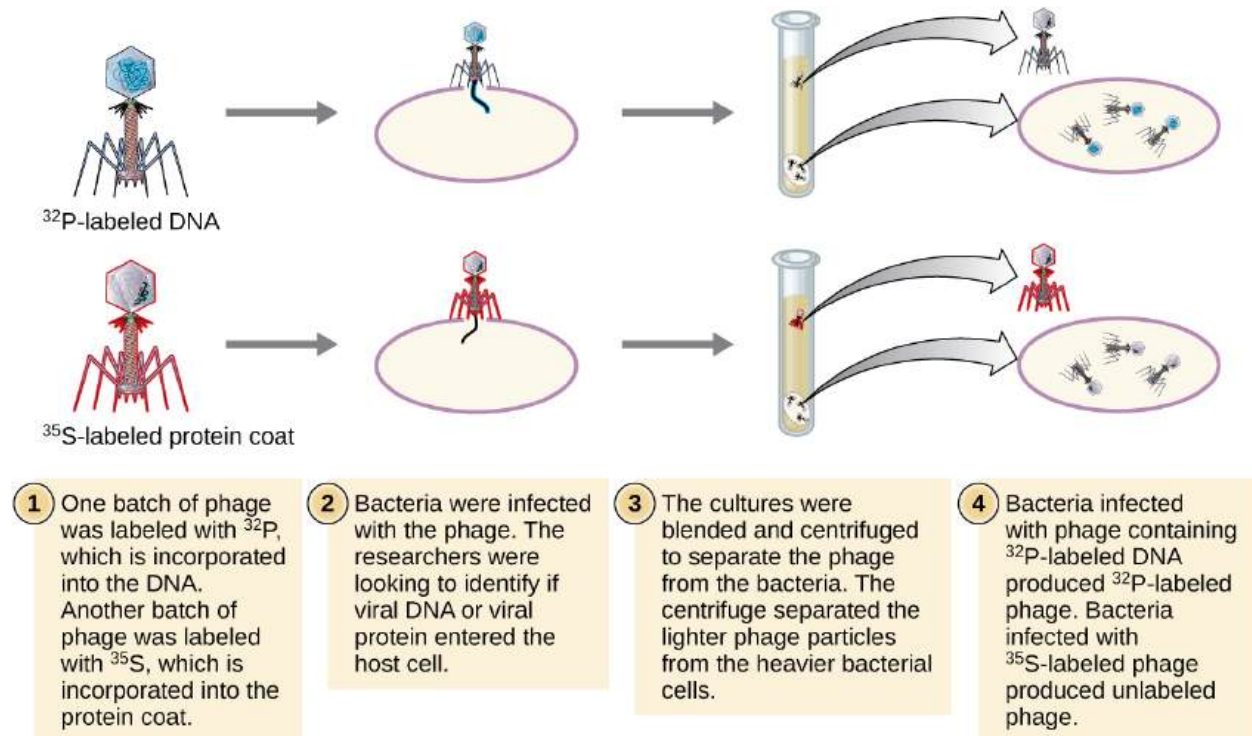 ³²P-labeled DNA
³⁵S-labeled protein coat
1 One batch of phage
was labeled with ³²P,
which is incorporated
into the DNA.
Another batch of
phage was labeled
with ³⁵S, which is
incorporated into the
protein coat.
2 Bacteria were infected
with the phage. The
researchers were
looking to identify if
viral DNA or viral
protein entered the
host cell.
3 The cultures were
blended and centrifuged
to separate the phage
from the bacteria. The
centrifuge separated the
lighter phage particles
from the heavier bacterial
cells.
4 Bacteria infected
with phage containing
³²P-labeled DNA
produced ³²P-labeled
phage. Bacteria
infected with
³⁵S-labeled phage
produced unlabeled
phage.